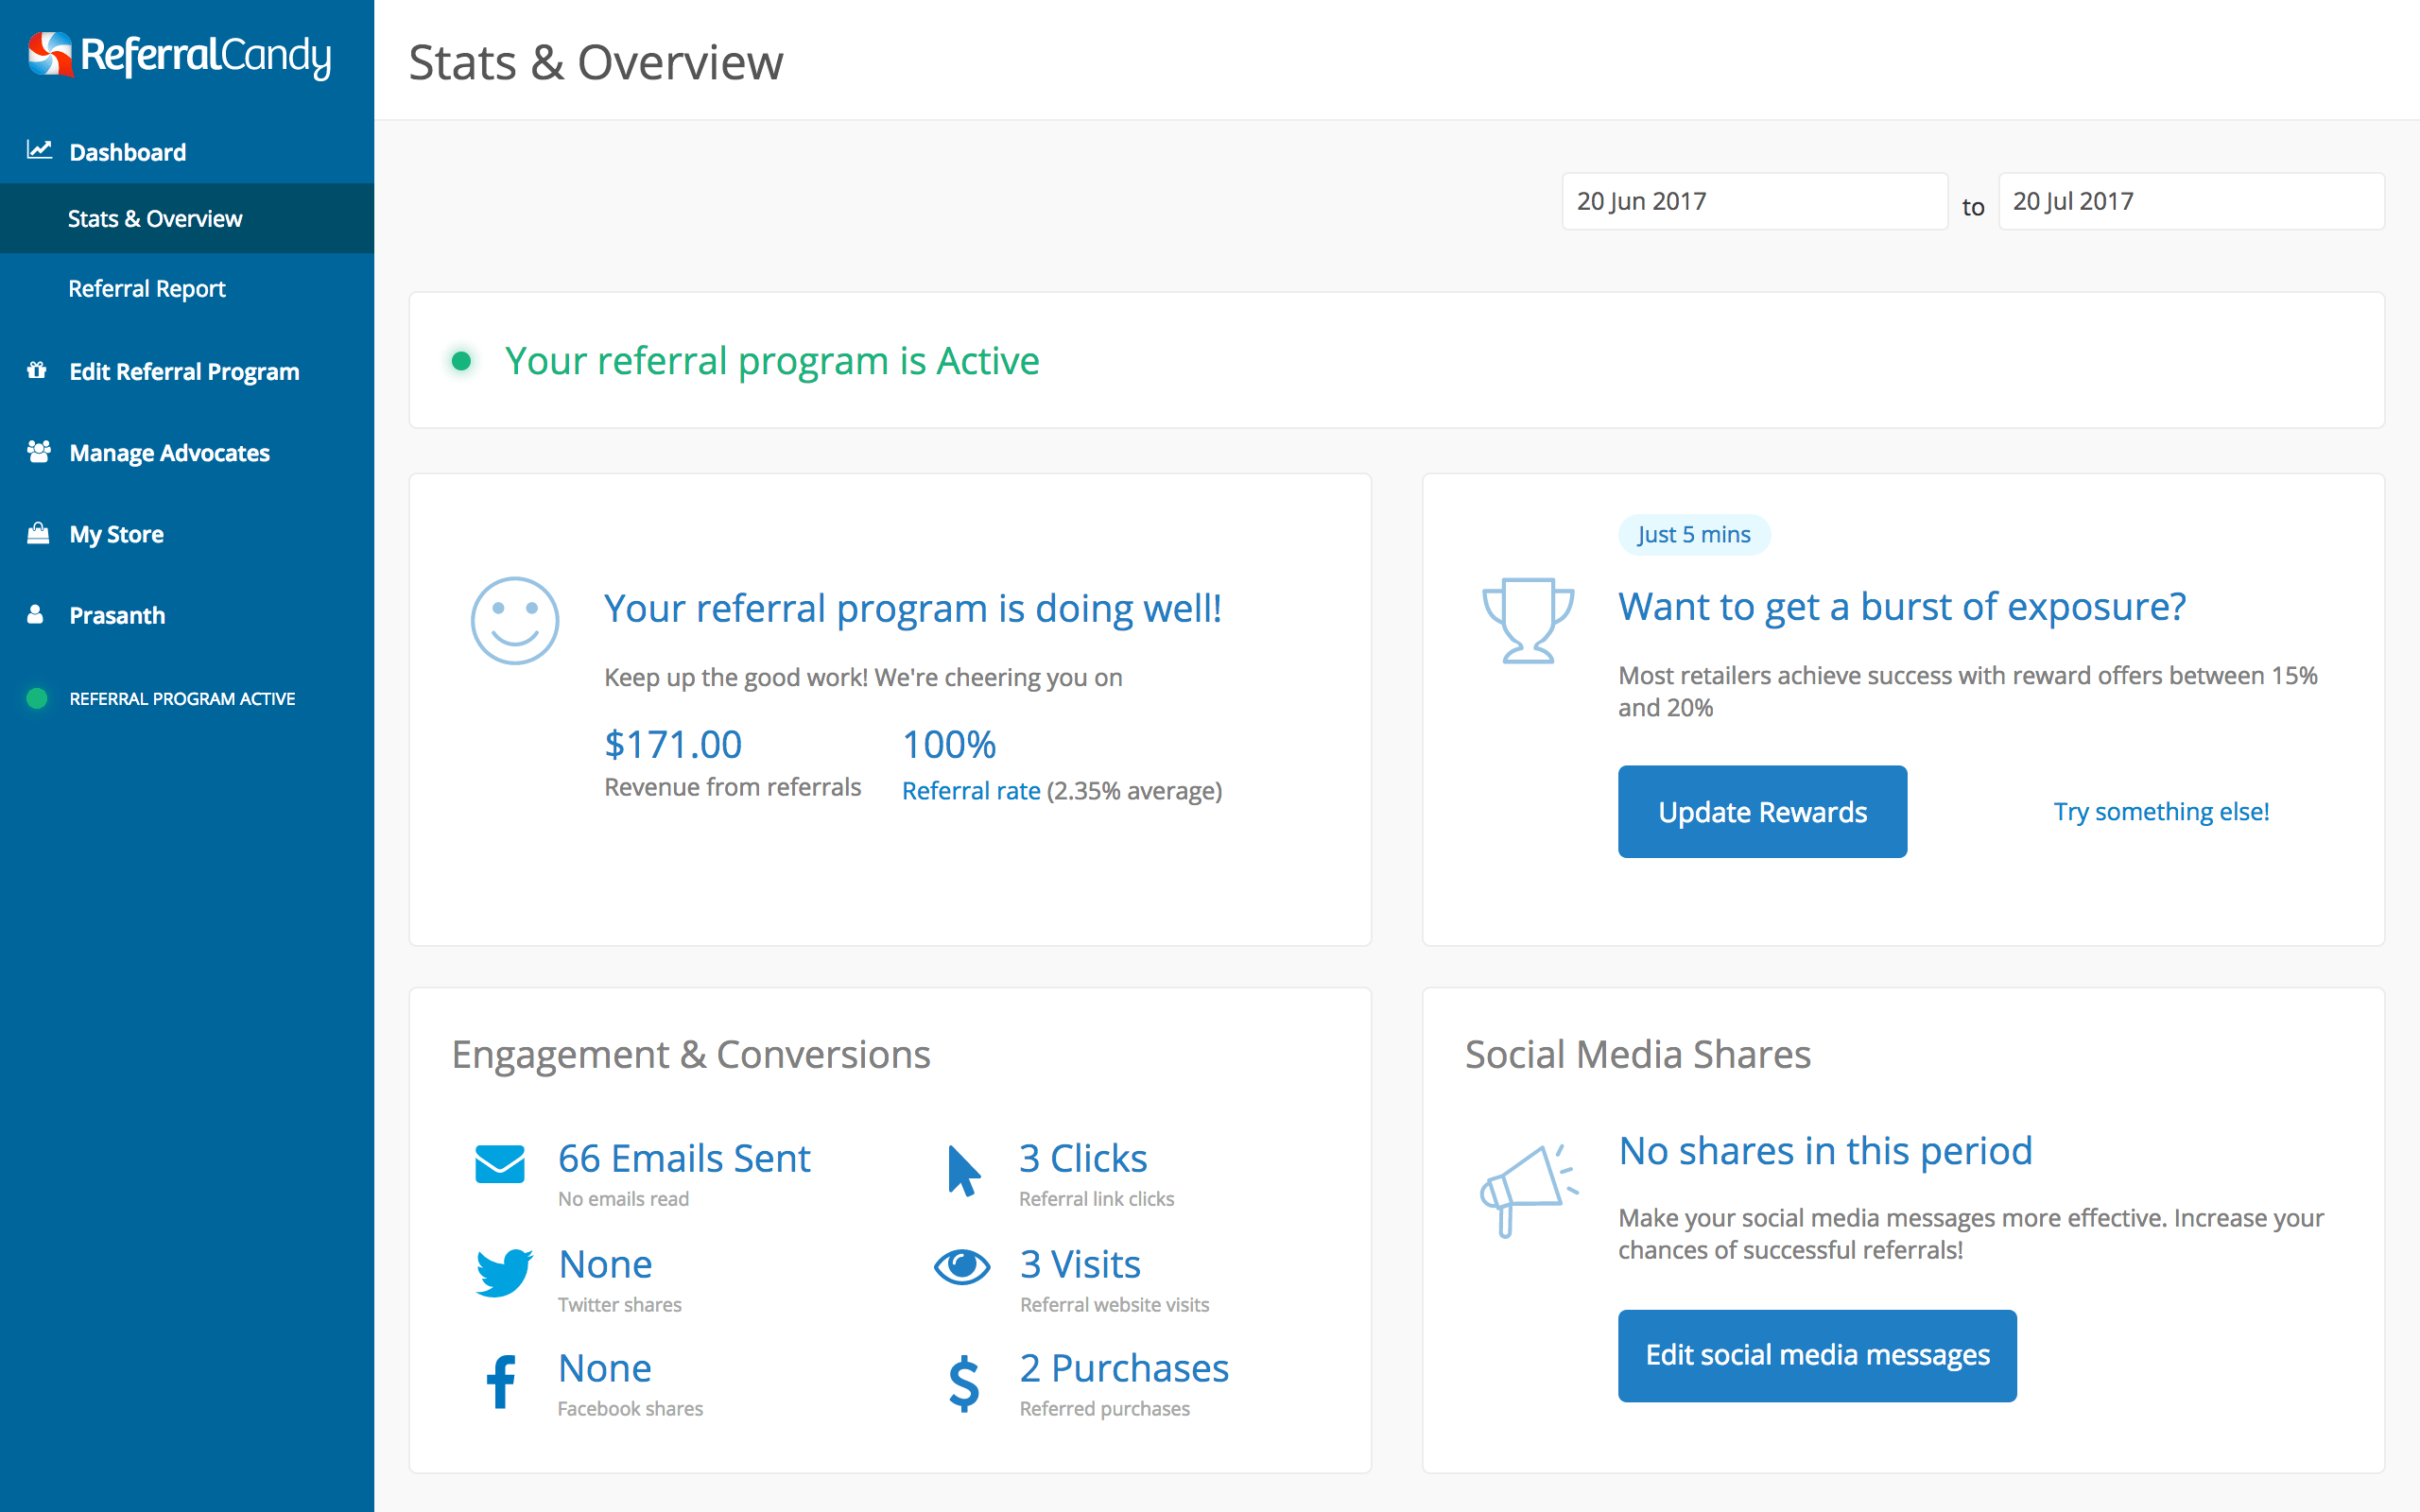 ReferralCandy
Dashboard
Stats & Overview
Referral Report
Edit Referral Program
Manage Advocates
My Store
Prasanth
REFERRAL PROGRAM ACTIVE
Stats & Overview
20 Jun 2017 to 20 Jul 2017
Your referral program is Active
Your referral program is doing well!
Keep up the good work! We're cheering you on
$171.00
Revenue from referrals
100%
Referral rate (2.35% average)
Just 5 mins
Want to get a burst of exposure?
Most retailers achieve success with reward offers between 15%
and 20%
Update Rewards
Try something else!
Engagement & Conversions
66 Emails Sent
No emails read
3 Clicks
Referral link clicks
None
Twitter shares
3 Visits
Referral website visits
None
Facebook shares
2 Purchases
Referred purchases
Social Media Shares
No shares in this period
Make your social media messages more effective. Increase your
chances of successful referrals!
Edit social media messages